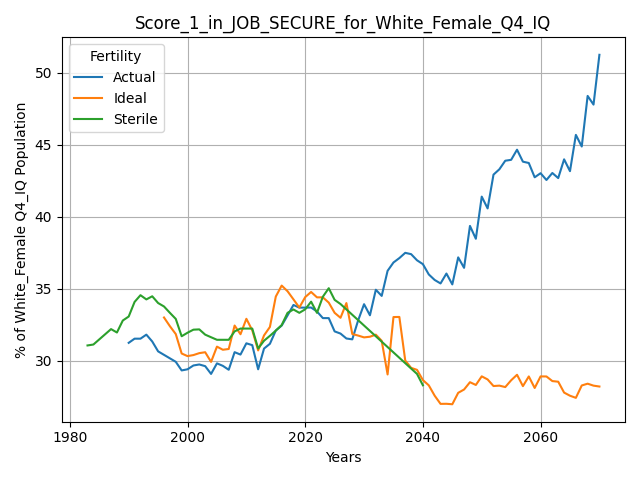 Score_1_in_JOB_SECURE_for_White_Female_Q4_IQ
Fertility
Actual
Ideal
Sterile
% of White_Female Q4_IQ Population
50
45
40
35
30
1980
2000
2020
2040
2060
Years